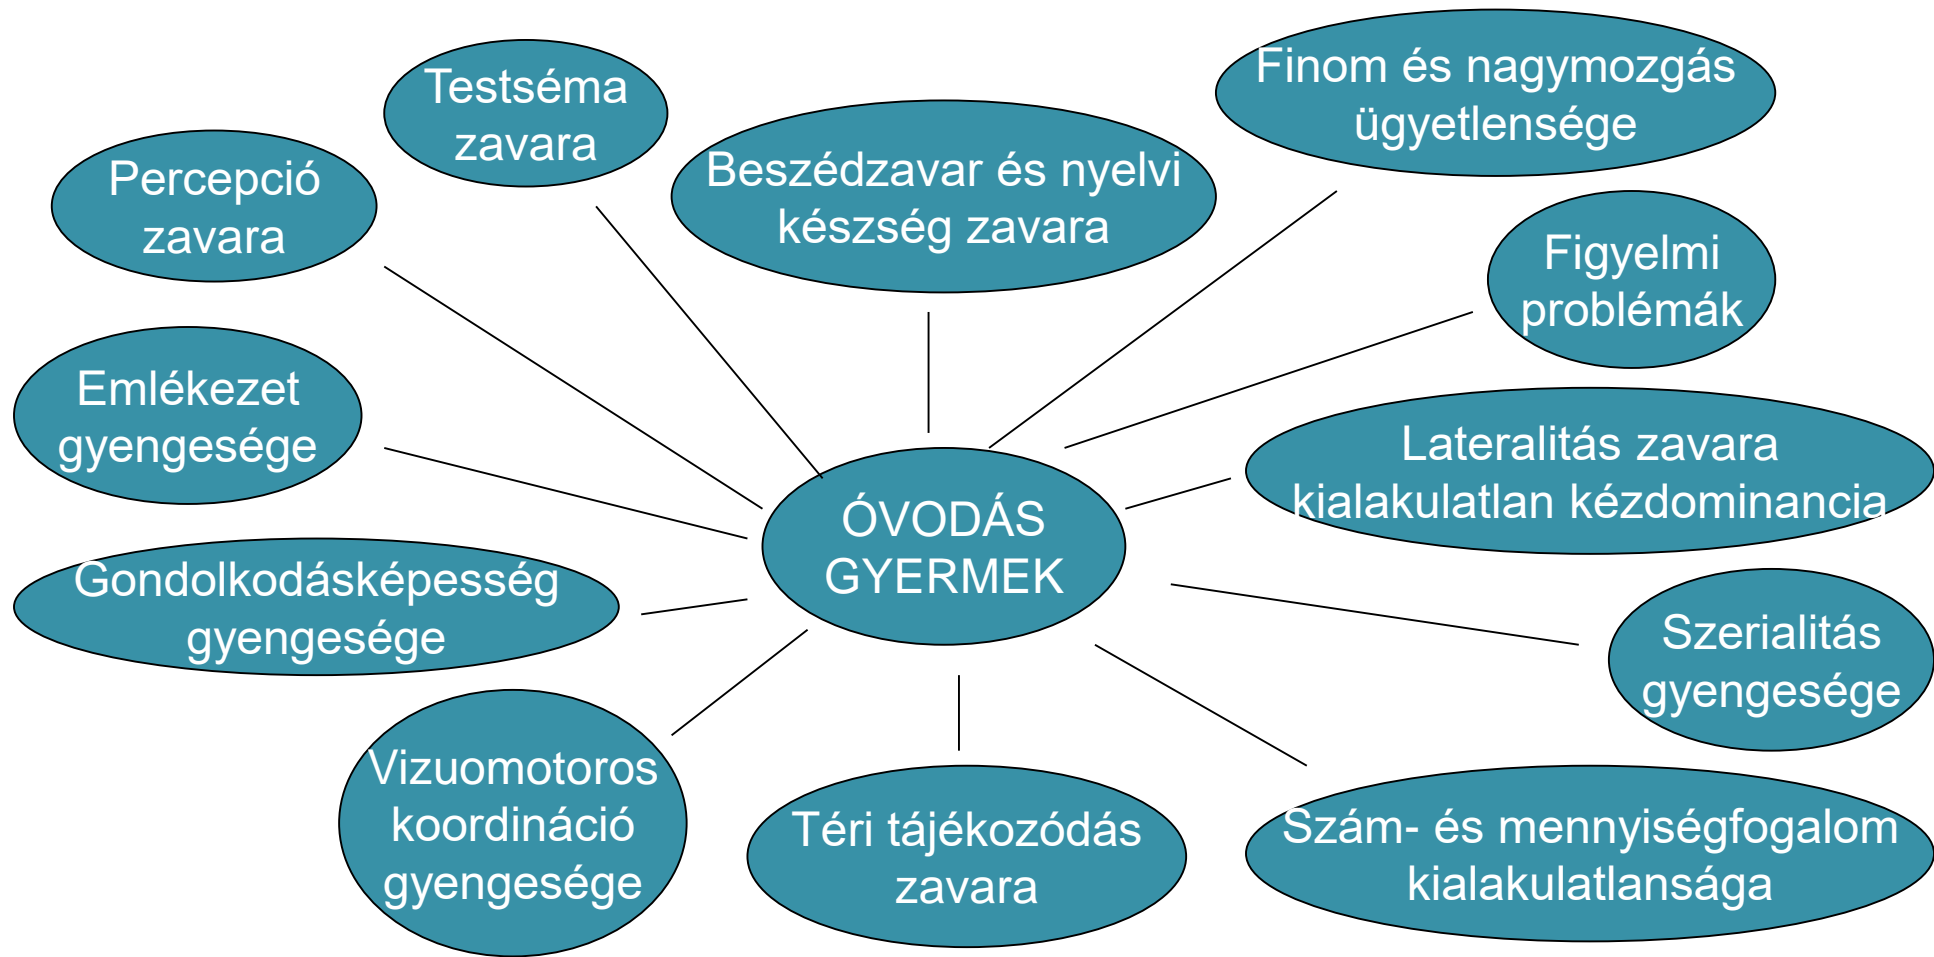 Testséma
zavara
Finom és nagymozgás
ügyetlensége
Percepció
zavara
Beszédzavar és nyelvi
készség zavara
Figyelmi
problémák
Emlékezet
gyengesége
Lateralitás zavara
kialakulatlan kézdominancia
ÓVODÁS
GYERMEK
Gondolkodásképesség
gyengesége
Szerialitás
gyengesége
Vizuomotoros
koordináció
gyengesége
Téri tájékozódás
zavara
Szám- és mennyiségfogalom
kialakulatlansága